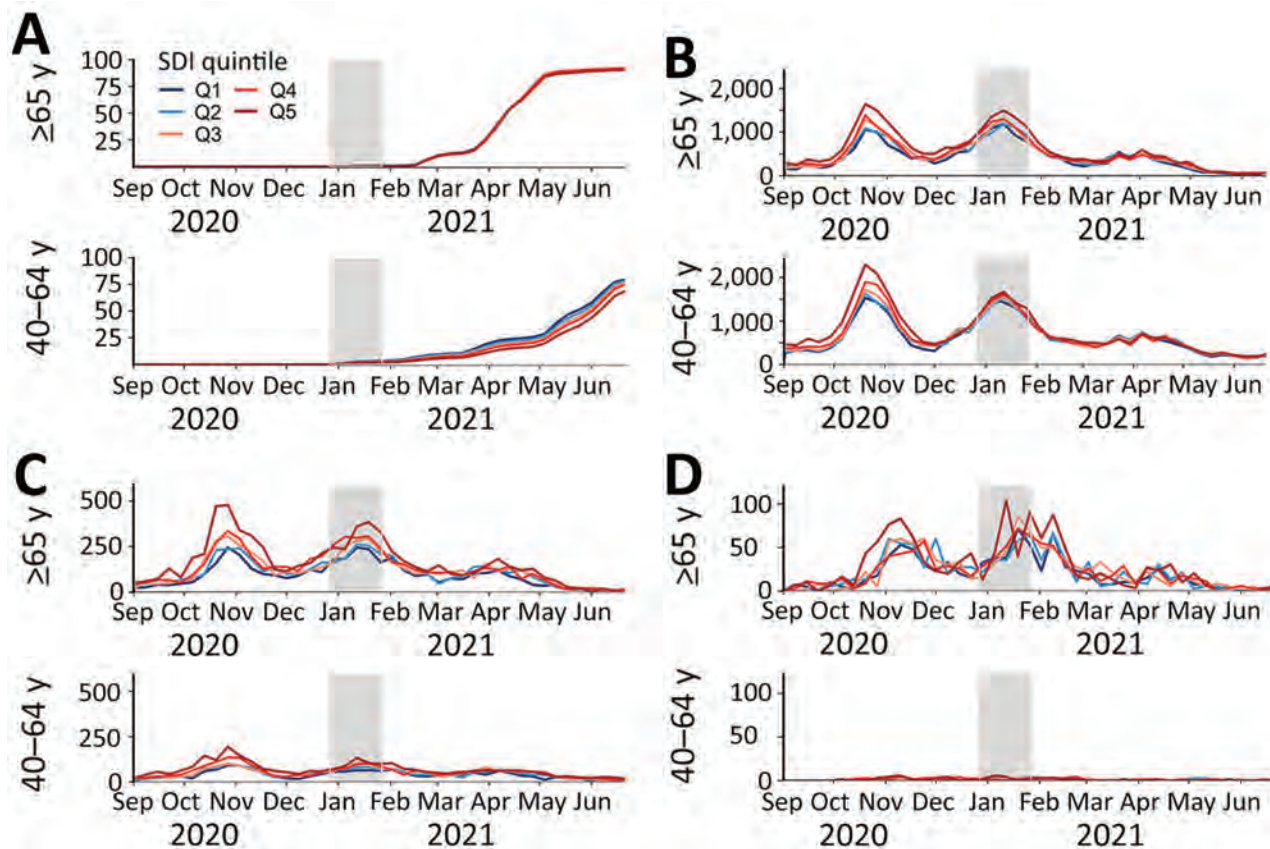 A
≥65 y
100
75
50
25
SDI quintile
Q1 Q4
Q2 Q5
Q3
Sep Oct Nov Dec Jan Feb Mar Apr May Jun
2020 2021
40–64 y
100
75
50
25
Sep Oct Nov Dec Jan Feb Mar Apr May Jun
2020 2021
B
≥65 y
2,000
1,000
0
Sep Oct Nov Dec Jan Feb Mar Apr May Jun
2020 2021
40–64 y
2,000
1,000
0
Sep Oct Nov Dec Jan Feb Mar Apr May Jun
2020 2021
C
≥65 y
500
250
0
Sep Oct Nov Dec Jan Feb Mar Apr May Jun
2020 2021
40–64 y
500
250
0
Sep Oct Nov Dec Jan Feb Mar Apr May Jun
2020 2021
D
≥65 y
100
50
0
Sep Oct Nov Dec Jan Feb Mar Apr May Jun
2020 2021
40–64 y
100
50
0
Sep Oct Nov Dec Jan Feb Mar Apr May Jun
2020 2021